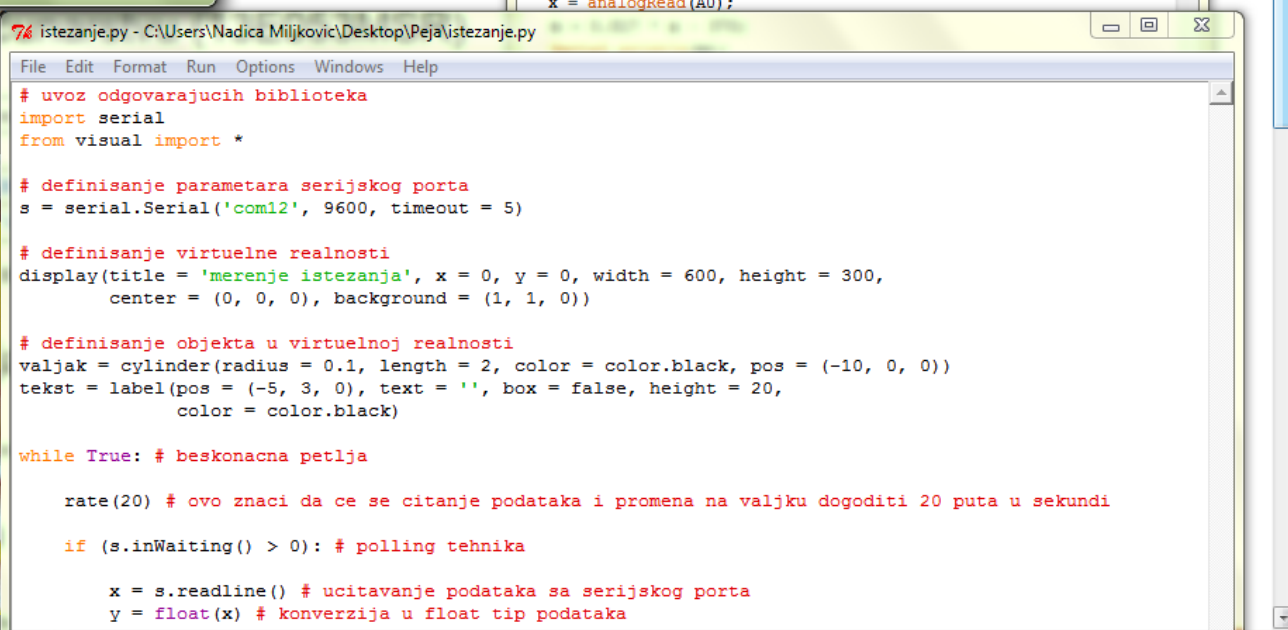 x = analogRead(A0);
istezanje.py - C:\Users\Nadica Miljkovic\Desktop\Peja\istezanje.py
File Edit Format Run Options Windows Help
# uvoz odgovarajucih biblioteka
import serial
from visual import *
# definisanje parametara serijskog porta
s = serial.Serial('com12', 9600, timeout = 5)
# definisanje virtuelne realnosti
display(title = 'merenje istezanja', x = 0, y = 0, width = 600, height = 300,
center = (0, 0, 0), background = (1, 1, 0))
# definisanje objekta u virtuelnoj realnosti
valjak = cylinder(radius = 0.1, length = 2, color = color.black, pos = (-10, 0, 0))
tekst = label(pos = (-5, 3, 0), text = '', box = false, height = 20,
color = color.black)
while True: # beskonacna petlja
rate(20) # ovo znaci da ce se citanje podataka i promena na valjku dogoditi 20 puta u sekundi
if (s.inWaiting() > 0): # polling tehnika
x = s.readline() # ucitavanje podataka sa serijskog porta
y = float(x) # konverzija u float tip podataka